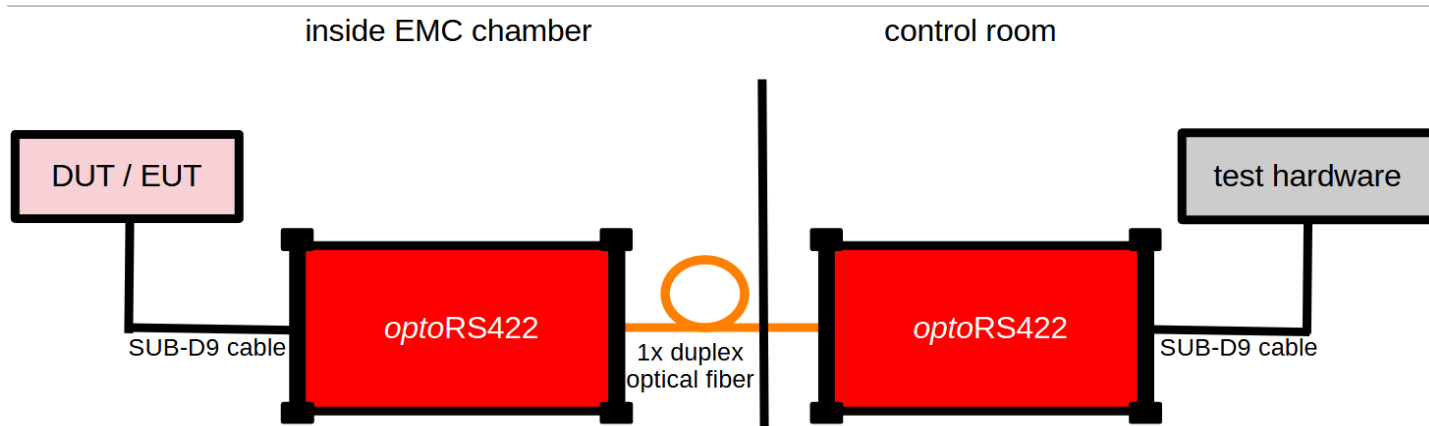 inside EMC chamber
control room
DUT / EUT
test hardware
optoRS422
optoRS422
SUB-D9 cable
1x duplex
optical fiber
SUB-D9 cable